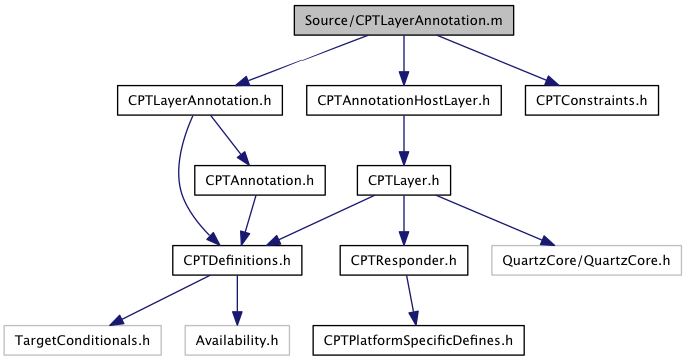 Source/CPTLayerAnnotation.m
CPTLayerAnnotation.h
CPTAnnotationHostLayer.h
CPTConstraints.h
CPTAnnotation.h
CPTLayer.h
CPTDefinitions.h
CPTResponder.h
QuartzCore/QuartzCore.h
TargetConditionals.h
Availability.h
CPTPlatformSpecificDefines.h